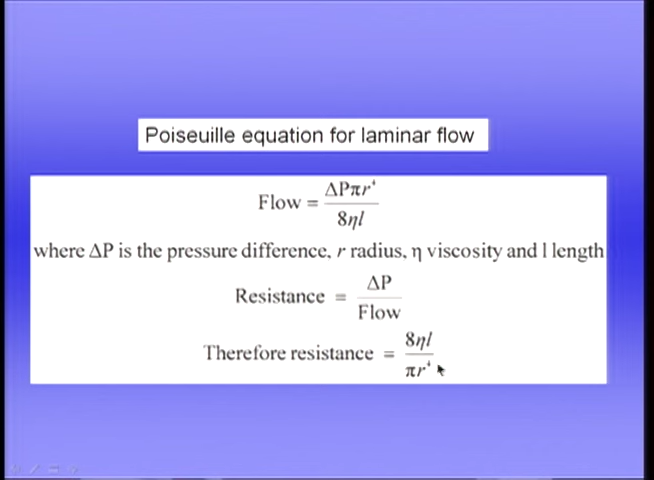 Poiseuille equation for laminar flow
Flow = ΔPπr⁴ / 8ηl
where ΔP is the pressure difference, r radius, η viscosity and l length
Resistance = ΔP / Flow
Therefore resistance = 8ηl / πr⁴